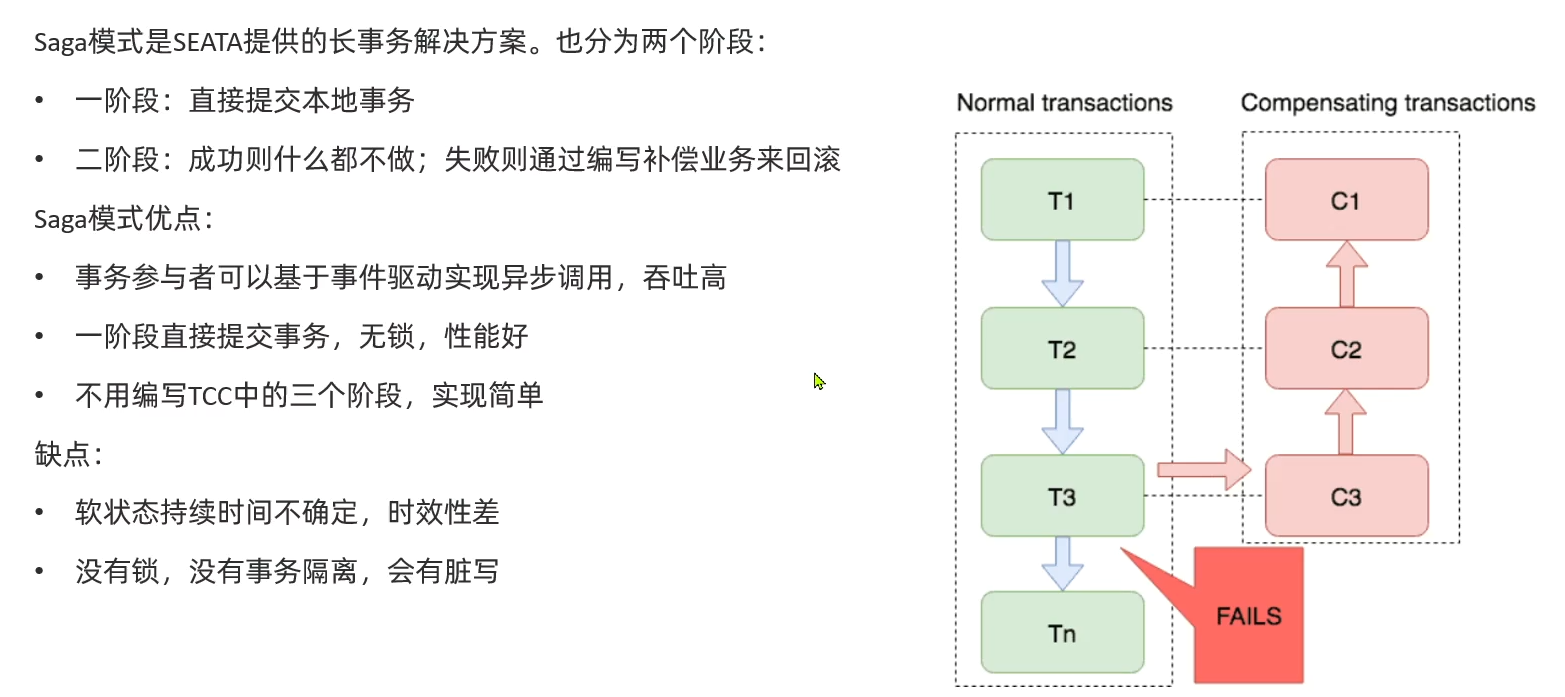 Saga模式是SEATA提供的长事务解决方案。也分为两个阶段：
• 一阶段：直接提交本地事务
• 二阶段：成功则什么都不做；失败则通过编写补偿业务来回滚
Saga模式优点：
• 事务参与者可以基于事件驱动实现异步调用，吞吐高
• 一阶段直接提交事务，无锁，性能好
• 不用编写TCC中的三个阶段，实现简单
缺点：
• 软状态持续时间不确定，时效性差
• 没有锁，没有事务隔离，会有脏写
Normal transactions
Compensating transactions
T1
C1
T2
C2
T3
C3
Tn
FAILS